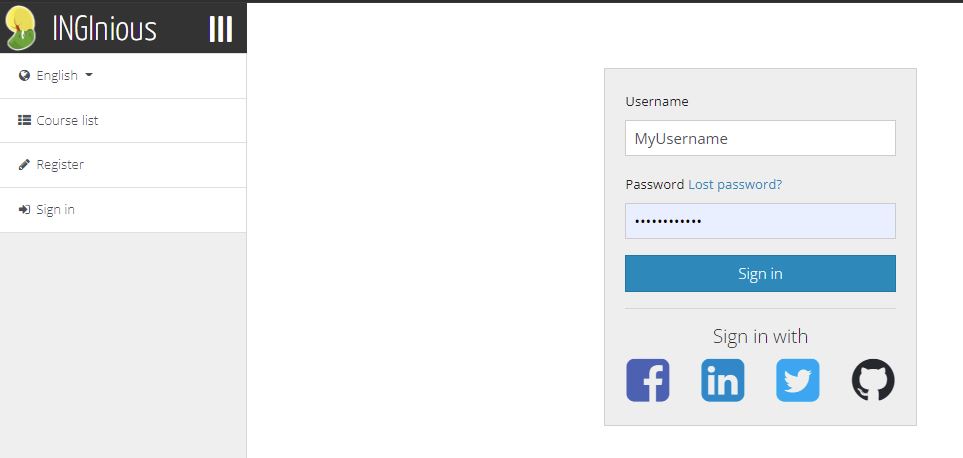 INGInious
English
Course list
Register
Sign in
Username
MyUsername
Password Lost password?
••••••••••••
Sign in
Sign in with